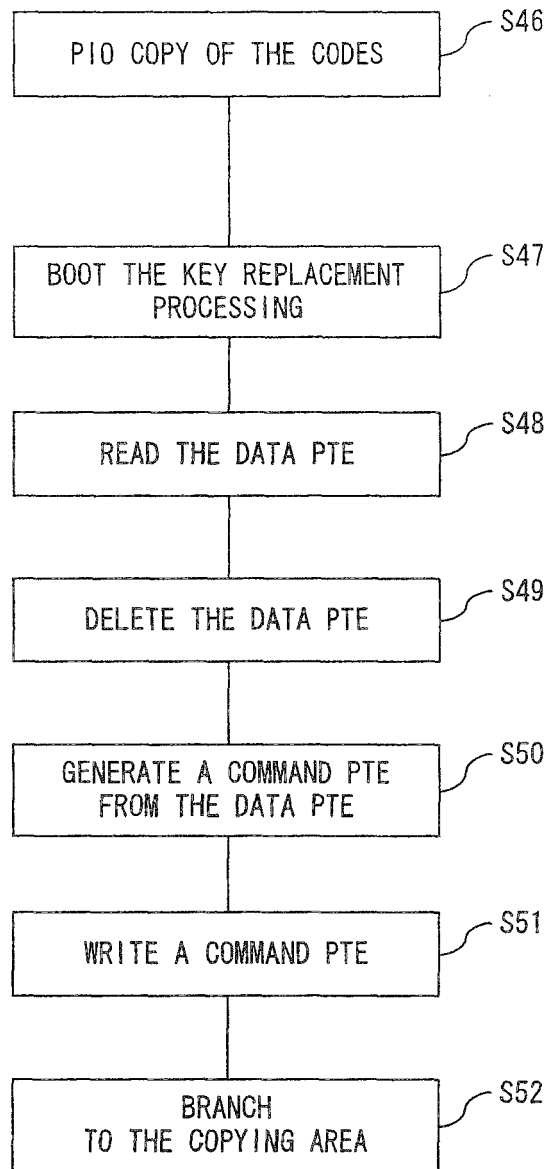 PIO COPY OF THE CODES
S46
BOOT THE KEY REPLACEMENT
PROCESSING
S47
READ THE DATA PTE
S48
DELETE THE DATA PTE
S49
GENERATE A COMMAND PTE
FROM THE DATA PTE
S50
WRITE A COMMAND PTE
S51
BRANCH
TO THE COPYING AREA
S52